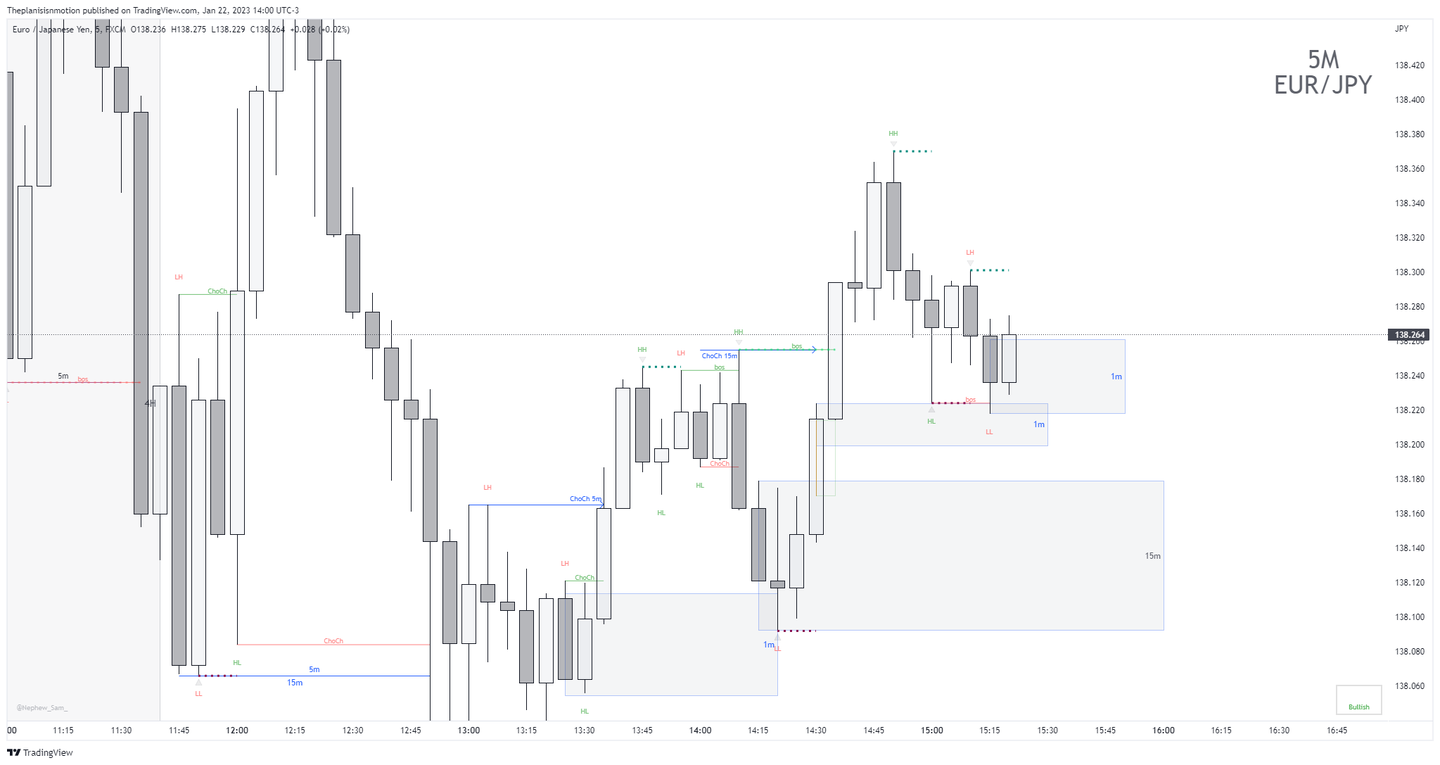 Theplanisisnmotion published on TradingView.com, Jan 22, 2023 14:00 UTC-3
Euro / Japanese Yen, 5, FXCM O138.236 H138.275 L138.229 C138.264 +0.028 (+0.02%)
JPY
5M
EUR/JPY
138.420
138.400
138.380
138.360
138.340
138.320
138.300
138.280
138.264
138.260
138.240
138.220
138.200
138.180
138.160
138.140
138.120
138.100
138.080
138.060
HH
LH
LH
ChoCh
HH
HH
LH
bos
ChoCh 15m
bos
5m
bos
1m
bos
4H
HL
1m
LL
ChoCh
HL
LH
HL
ChoCh 5m
15m
LH
ChoCh
1m
LL
ChoCh
HL
5m
15m
LL
HL
@Nephew_Sam_
Bullish
:00 11:15 11:30 11:45 12:00 12:15 12:30 12:45 13:00 13:15 13:30 13:45 14:00 14:15 14:30 14:45 15:00 15:15 15:30 15:45 16:00 16:15 16:30 16:45
TradingView